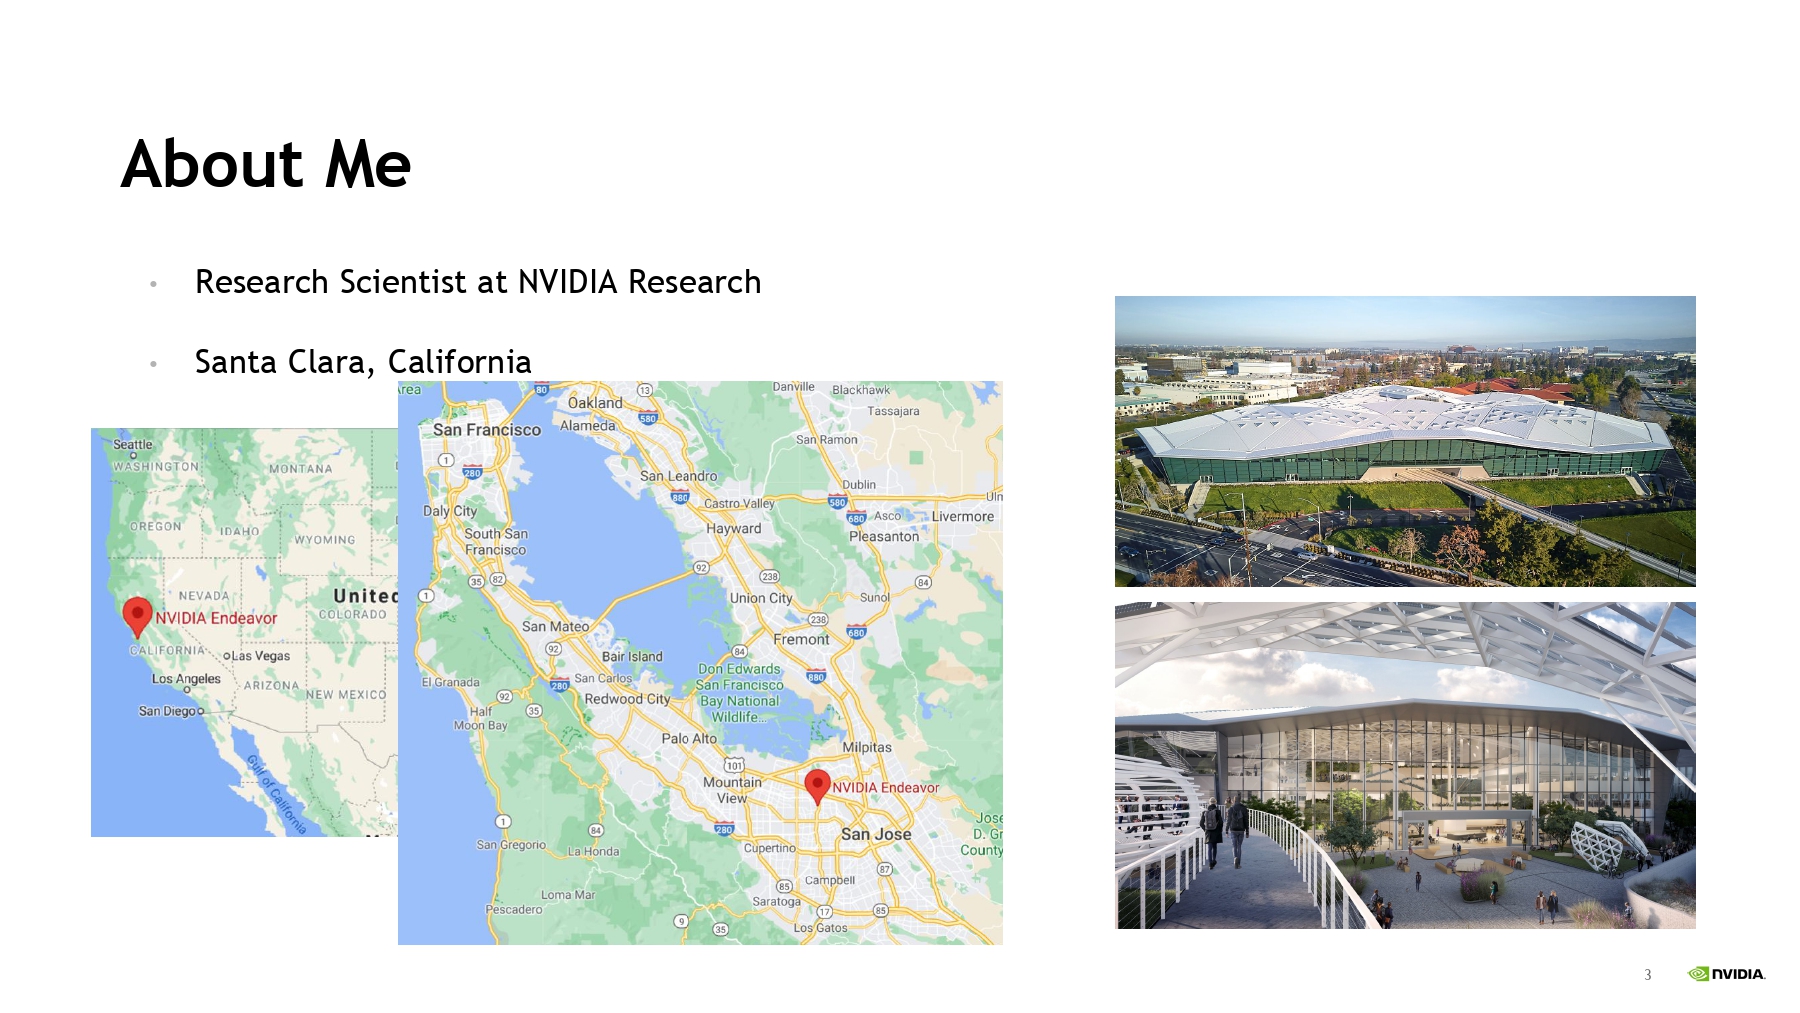 About Me
Research Scientist at NVIDIA Research
Santa Clara, California
Seattle
WASHINGTON
MONTANA
OREGON
IDAHO
WYOMING
NEVADA
United
COLORADO
NVIDIA Endeavor
CALIFORNIA
Las Vegas
Los Angeles
ARIZONA
NEW MEXICO
San Diego
Gulf of California
Area
80
13
Danville
Blackhawk
Oakland
580
Tassajara
San Francisco
Alameda
San Ramon
1
280
San Leandro
Dublin
880
Castro Valley
580
Daly City
680
Asco
Livermore
Hayward
Pleasanton
South San
Francisco
92
238
84
35
82
1
Union City
Sunol
238
San Mateo
Fremont
680
92
Bair Island
84
Don Edwards
San Francisco
Bay National
Wildlife...
880
El Granada
280
San Carlos
92
Redwood City
35
Half
Moon Bay
Palo Alto
Milpitas
101
Mountain
View
NVIDIA Endeavor
1
84
280
San Jose
San Gregorio
La Honda
Cupertino
Jose
D. Gr
County
87
Campbell
85
Loma Mar
Saratoga
Pescadero
17
85
9
35
Los Gatos
3
NVIDIA.